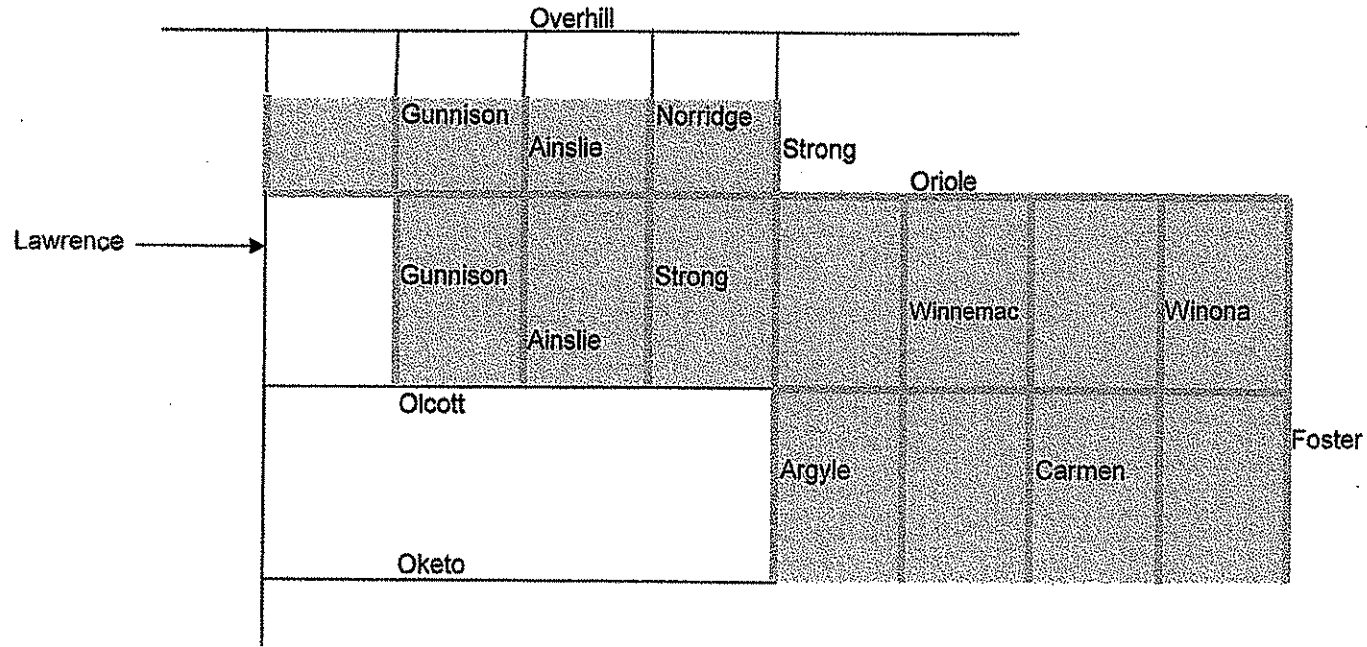 Overhill
Gunnison
Norridge
Ainslie
Strong
Oriole
Lawrence
Gunnison
Strong
Winnemac
Winona
Ainslie
Olcott
Foster
Argyle
Carmen
Oketo